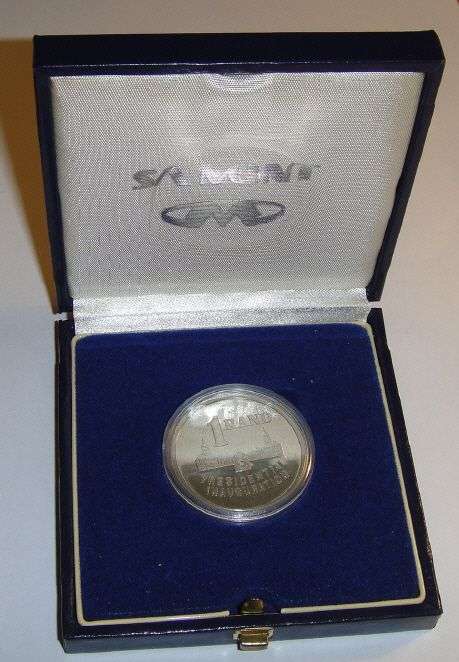 SA MINT
1 RAND
PRESIDENTIAL
INAUGURATION